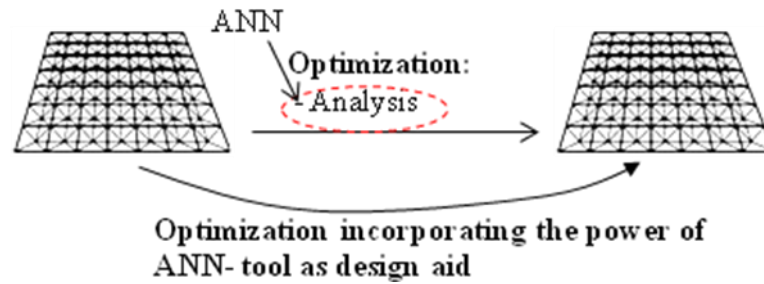 ANN
Optimization:
- Analysis
Optimization incorporating the power of
ANN- tool as design aid